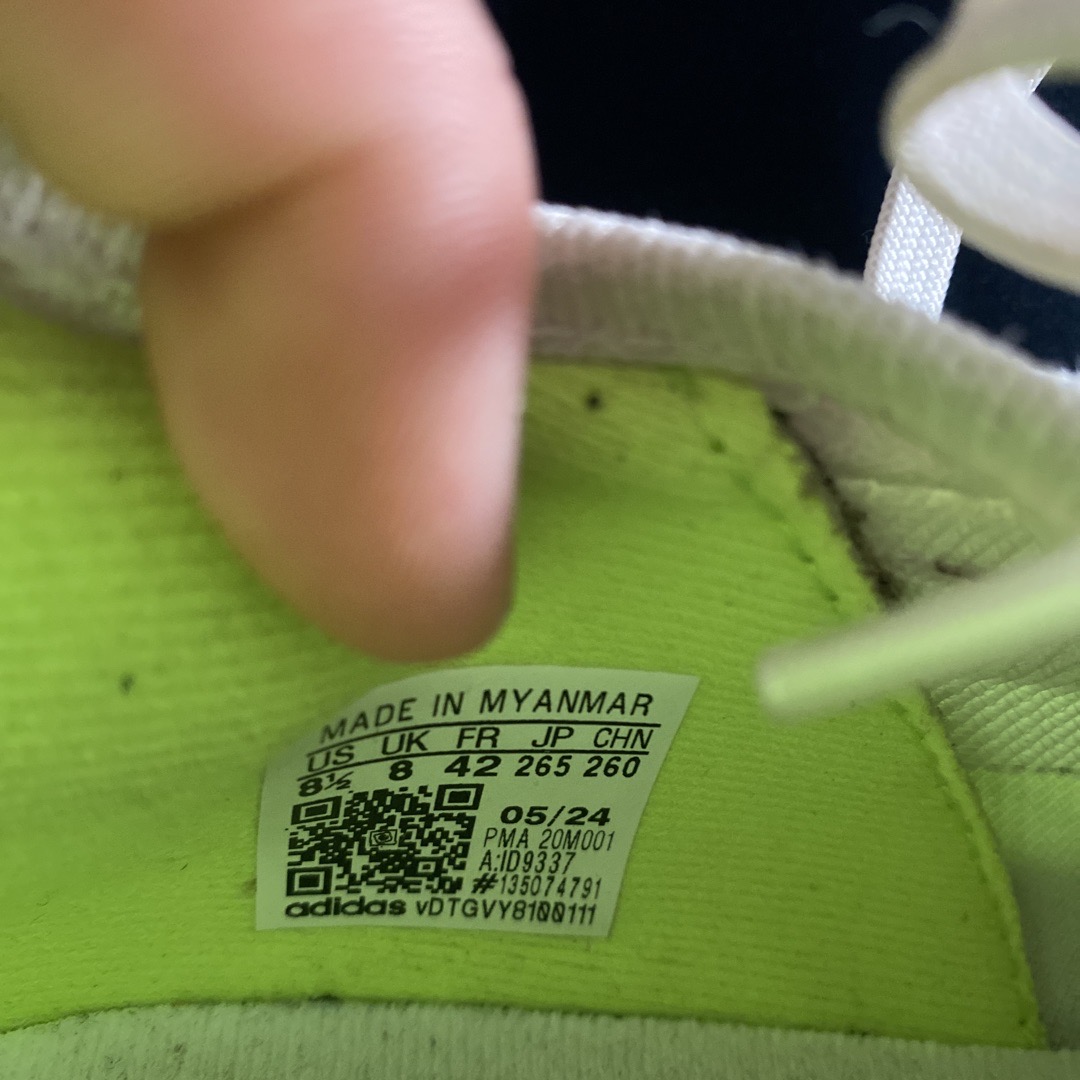 MADE IN MYANMAR
US UK FR JP CHN
8½ 8 42 265 260
05/24
PMA 20M001
A:ID9337
#135074791
adidas vDTGVY8100111